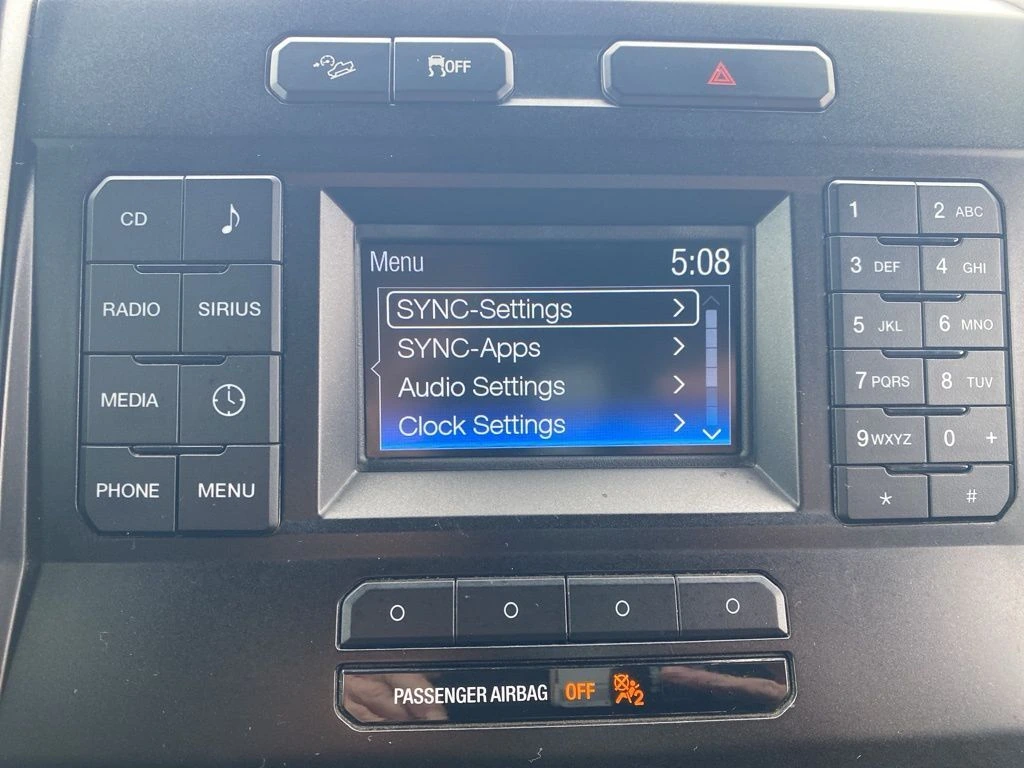 OFF
CD
RADIO SIRIUS
MEDIA
PHONE MENU
Menu 5:08
SYNC-Settings
SYNC-Apps
Audio Settings
Clock Settings
1 2 ABC
3 DEF 4 GHI
5 JKL 6 MNO
7 PQRS 8 TUV
9 WXYZ 0 +
* #
PASSENGER AIRBAG OFF 2